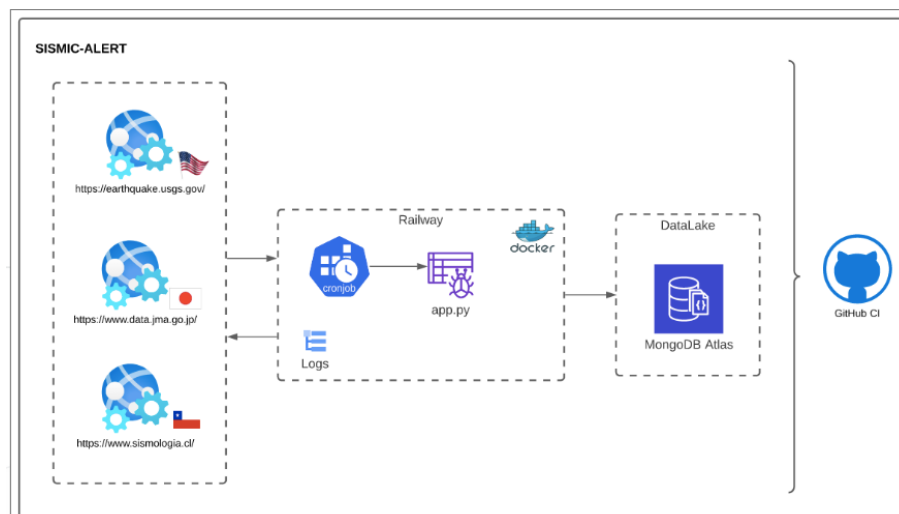 SISMIC-ALERT
https://earthquake.usgs.gov/
https://www.data.jma.go.jp/
https://www.sismologia.cl/
Railway
docker
cronjob
app.py
Logs
DataLake
{}
MongoDB Atlas
GitHub CI